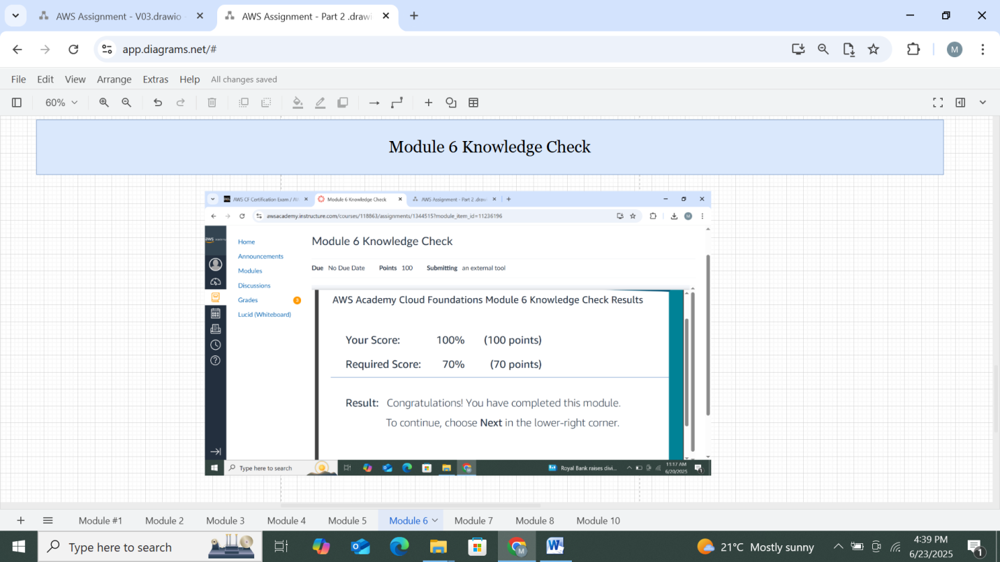 AWS Assignment - V03.drawio
AWS Assignment - Part 2 .draw
app.diagrams.net/#
M
File Edit View Arrange Extras Help All changes saved
60%
Module 6 Knowledge Check
AWS CF Certification Exam / AW
Module 6 Knowledge Check
AWS Assignment - Part 2 .draw
awsacademy.instructure.com/courses/118863/assignments/1344515?module_item_id=11236196
M
aws
Home
Announcements
Modules
Discussions
Grades 3
Lucid (Whiteboard)
Module 6 Knowledge Check
Due No Due Date Points 100 Submitting an external tool
AWS Academy Cloud Foundations Module 6 Knowledge Check Results
Your Score: 100% (100 points)
Required Score: 70% (70 points)
Result: Congratulations! You have completed this module.
To continue, choose Next in the lower-right corner.
Type here to search
Royal Bank raises divi...
11:17 AM
6/20/2025
1
Module #1 Module 2 Module 3 Module 4 Module 5 Module 6 Module 7 Module 8 Module 10
Type here to search
M
W
21°C Mostly sunny
4:39 PM
6/23/2025
1